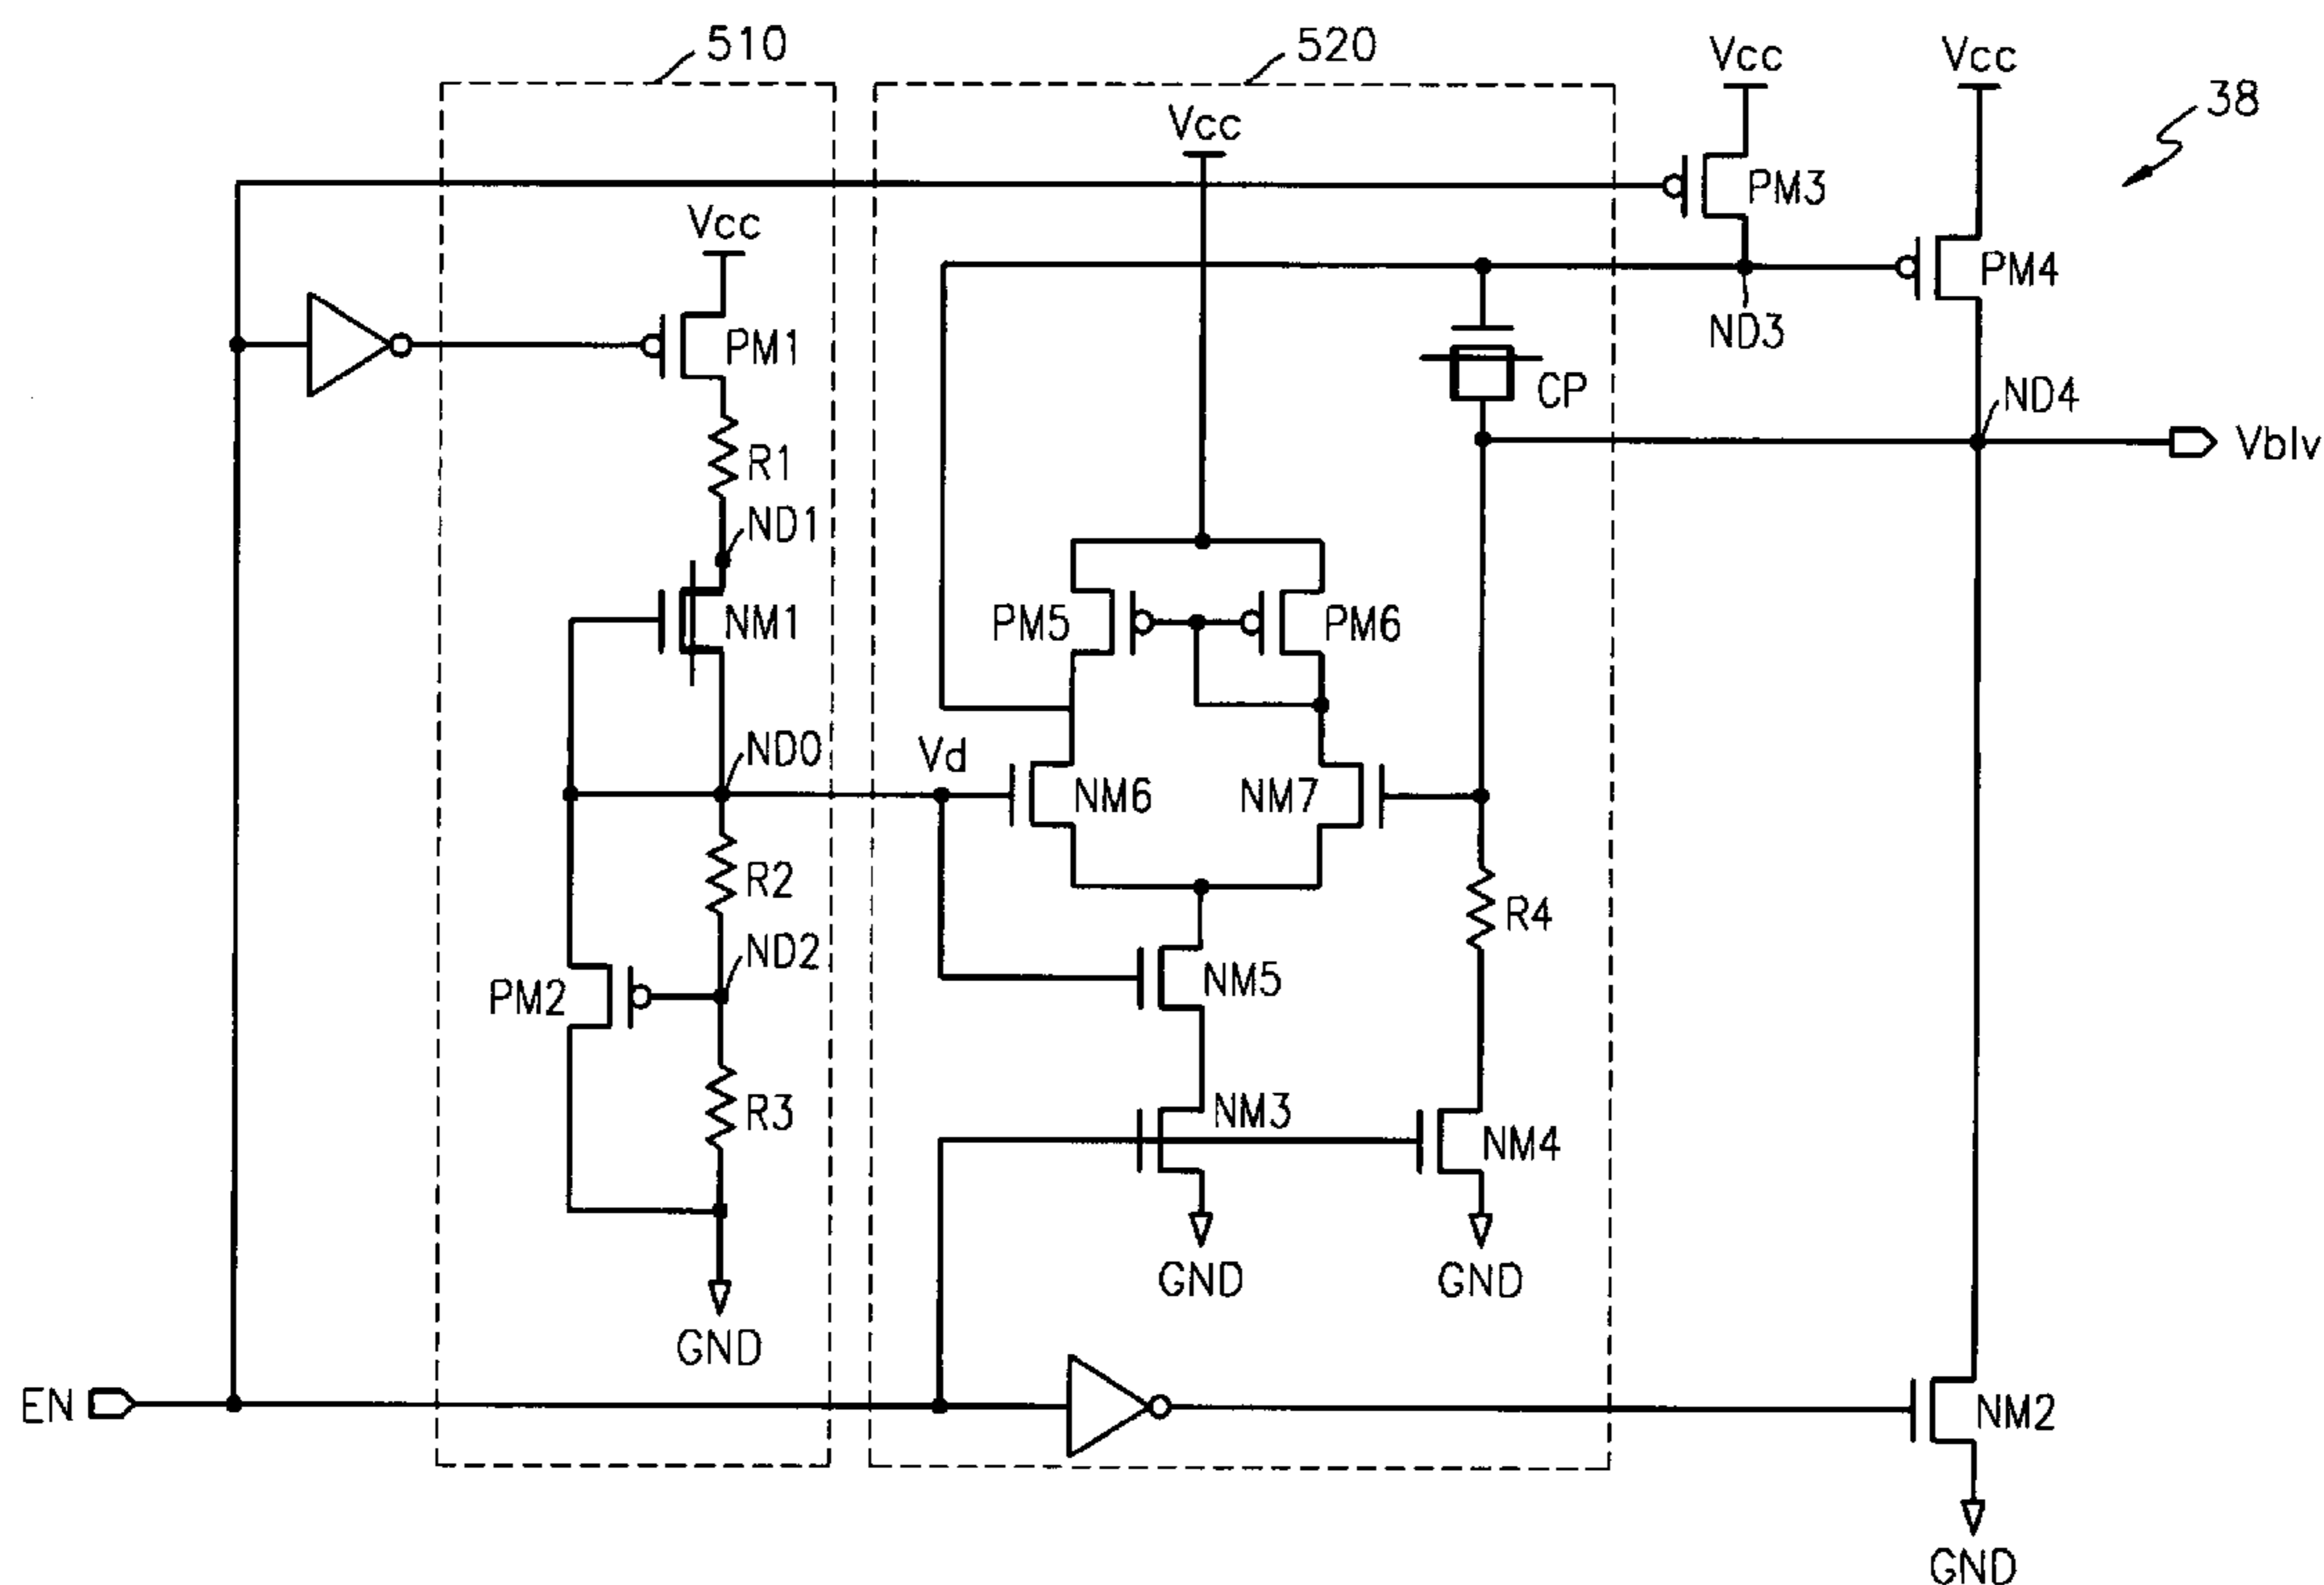 510
520
Vcc
Vcc
38
Vcc
PM3
Vcc
PM4
PM1
ND3
CP
ND4
R1
Vblv
ND1
NM1
PM5
PM6
ND0
Vd
NM6
NM7
R2
R4
ND2
PM2
NM5
R3
NM3
NM4
GND
GND
GND
EN
NM2
GND